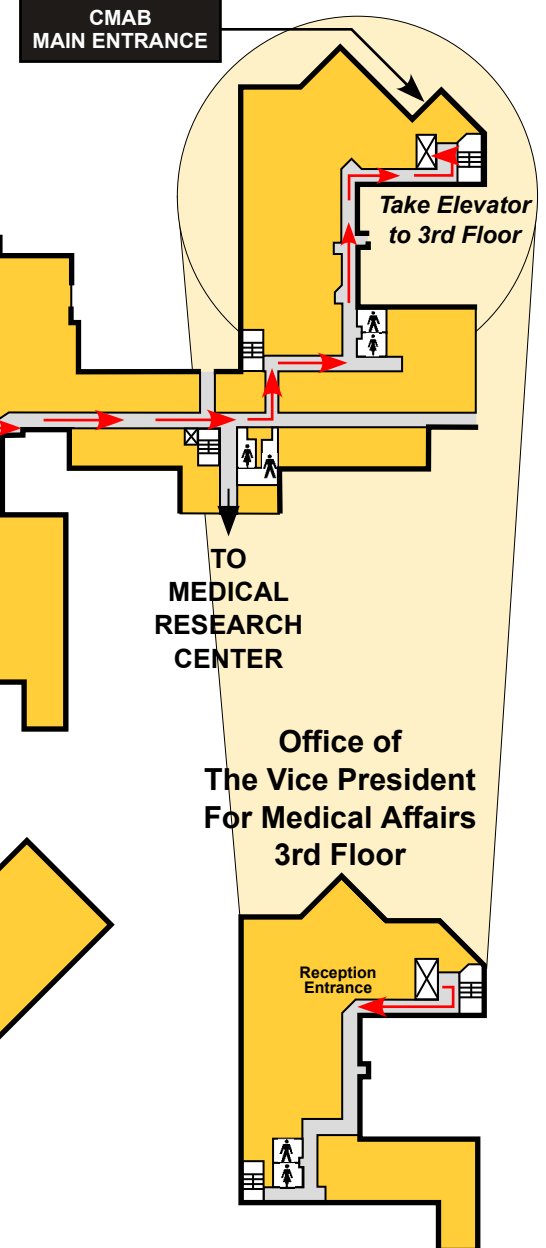 CMAB
MAIN ENTRANCE
Take Elevator
to 3rd Floor
TO
MEDICAL
RESEARCH
CENTER
Office of
The Vice President
For Medical Affairs
3rd Floor
Reception
Entrance